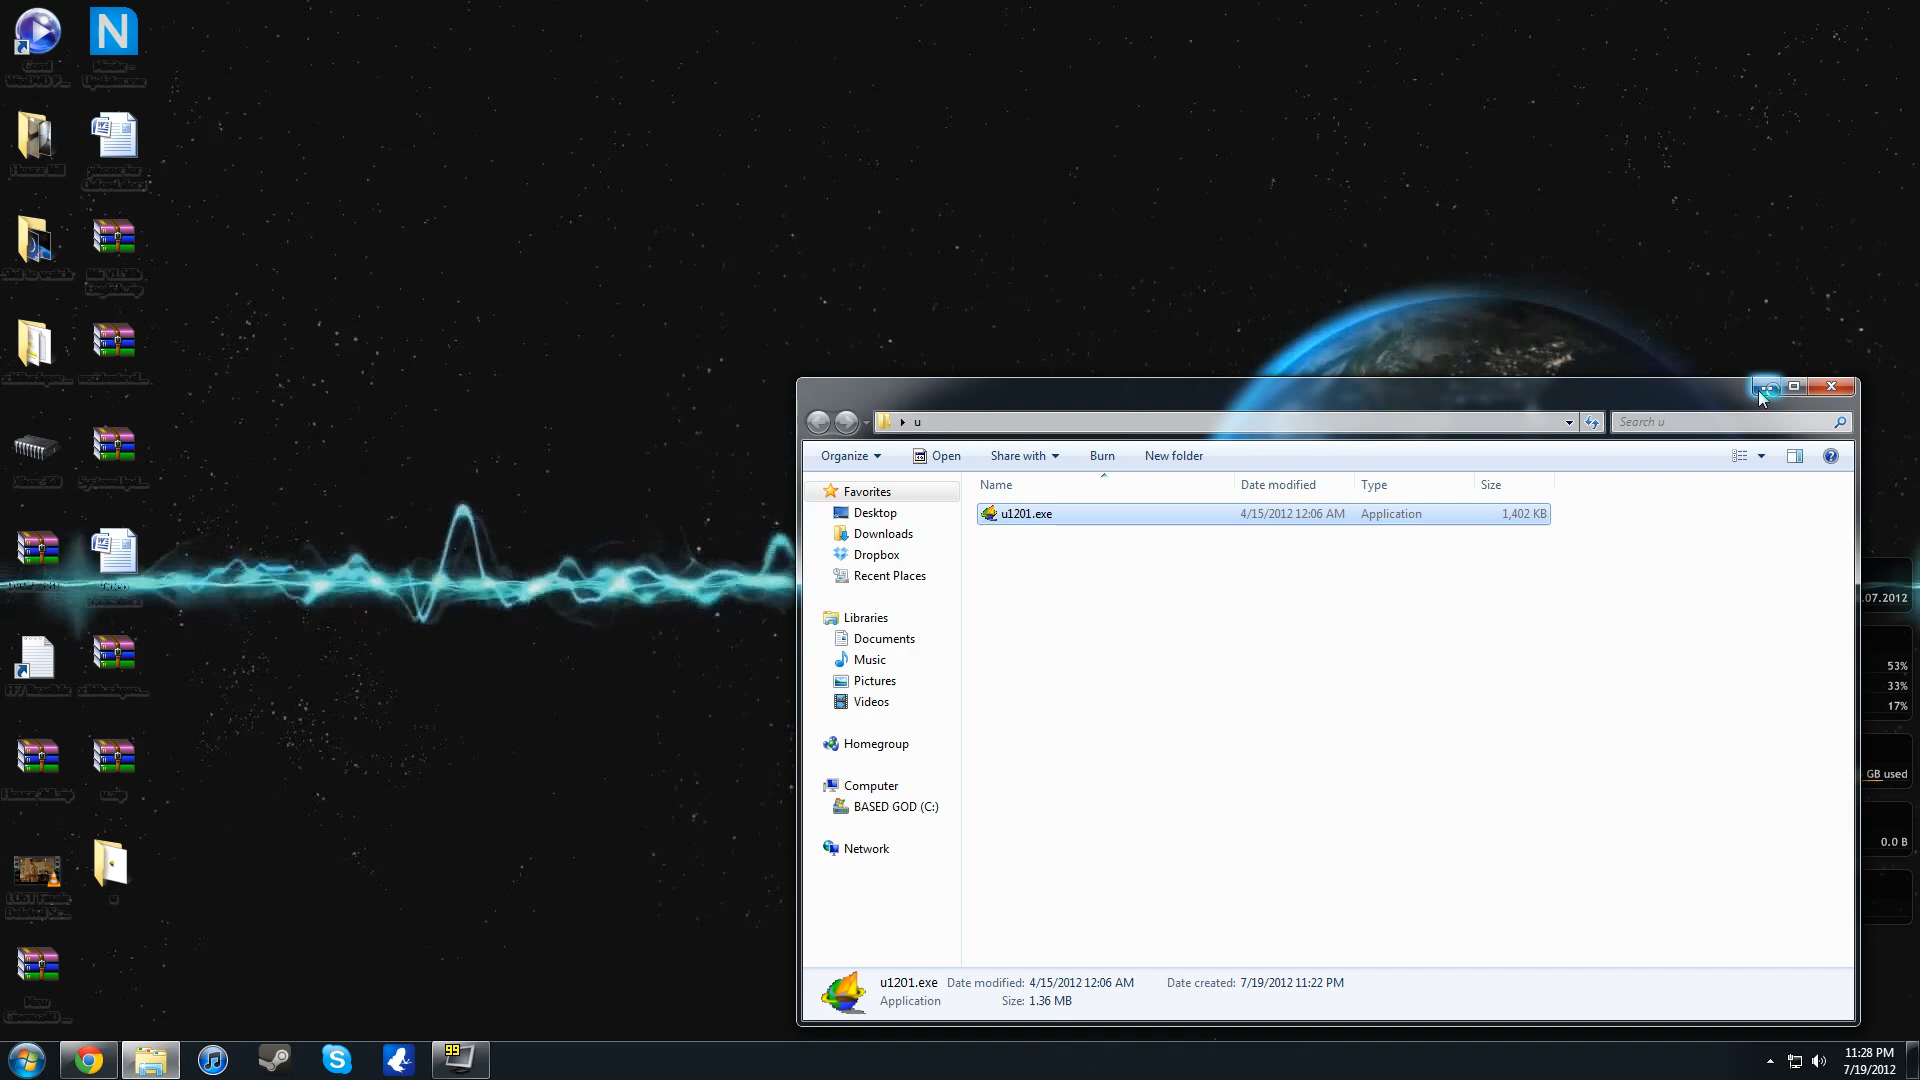 N
u
u
Search u
Organize
Open
Share with
Burn
New folder
Name
Date modified
Type
Size
u1201.exe
4/15/2012 12:06 AM
Application
1,402 KB
Favorites
Desktop
Downloads
Dropbox
Recent Places
Libraries
Documents
Music
Pictures
Videos
Homegroup
Computer
BASED GOD (C:)
Network
u1201.exe
Date modified: 4/15/2012 12:06 AM
Date created: 7/19/2012 11:22 PM
Application
Size: 1.36 MB
.07.2012
53%
33%
17%
GB used
0.0 B
99
11:28 PM
7/19/2012